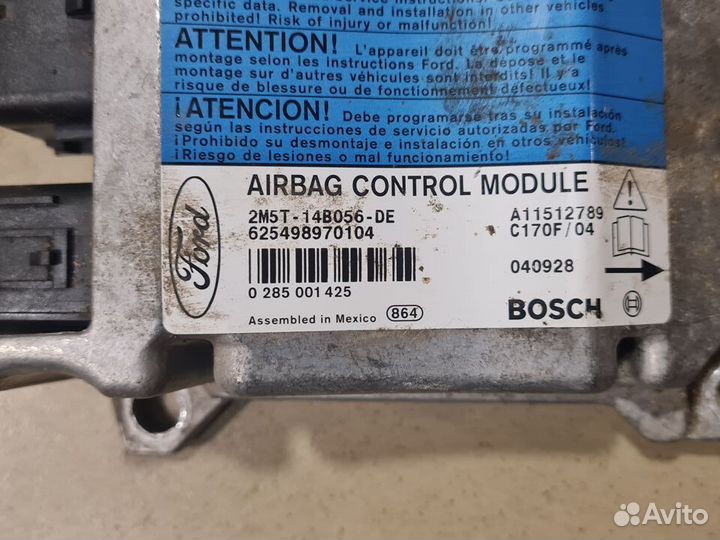 specific data. Removal and installation in other vehicles
prohibited! Risk of injury or malfunction!
ATTENTION! L'appareil doit être programmé après
montage selon les instructions Ford. La dépose et le
montage sur d'autres véhicules sont interdits! Il y'a
risque de blessure ou de fonctionnement défectueux!
¡ATENCION! Debe programarse tras su instalación
según las instrucciones de servicio autorizadas por Ford.
¡Prohibido su desmontaje e instalación en otros vehículos!
¡Riesgo de lesiones o mal funcionamiento!
Ford
AIRBAG CONTROL MODULE
2M5T-14B056-DE
A11512789
625498970104
C170F/04
040928
0 285 001 425
Assembled in Mexico
864
BOSCH
Avito